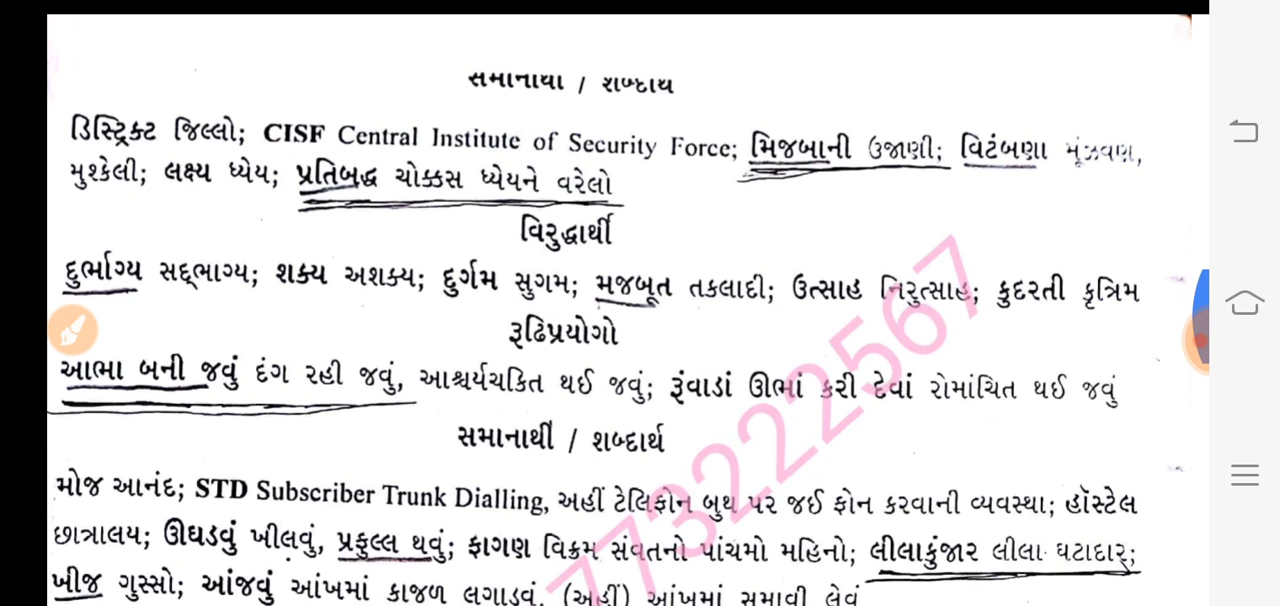 સમાનાથા / શબ્દાથ
ડિસ્ટ્રિક્ટ જિલ્લો; CISF Central Institute of Security Force; મિજબાની ઉજાણી; વિટંબણા મૂંઝવણ,
મુશ્કેલી; લક્ષ્ય ધ્યેય; પ્રતિબદ્ધ ચોક્કસ ધ્યેયને વરેલો
વિરુદ્ધાર્થી
દુર્ભાગ્ય સદ્ભાગ્ય; શક્ય અશક્ય; દુર્ગમ સુગમ; મજબૂત તકલાદી; ઉત્સાહ નિરુત્સાહ; કુદરતી કૃત્રિમ
રૂઢિપ્રયોગો
આભા બની જવું દંગ રહી જવું, આશ્ચર્યચકિત થઈ જવું; રૂંવાડાં ઊભાં કરી દેવાં રોમાંચિત થઈ જવું
સમાનાર્થી / શબ્દાર્થ
મોજ આનંદ; STD Subscriber Trunk Dialling, અહીં ટેલિફોન બુથ પર જઈ ફોન કરવાની વ્યવસ્થા; હૉસ્ટેલ
છાત્રાલય; ઊઘડવું ખીલવું, પ્રફુલ્લ થવું; ફાગણ વિક્રમ સંવતનો પાંચમો મહિનો; લીલાકુંજાર લીલા ઘટાદાર;
ખીજ ગુસ્સો; આંજવું આંખમાં કાજળ લગાડવું, (અહીં) આંખમાં સમાવી લેવું
7732222567